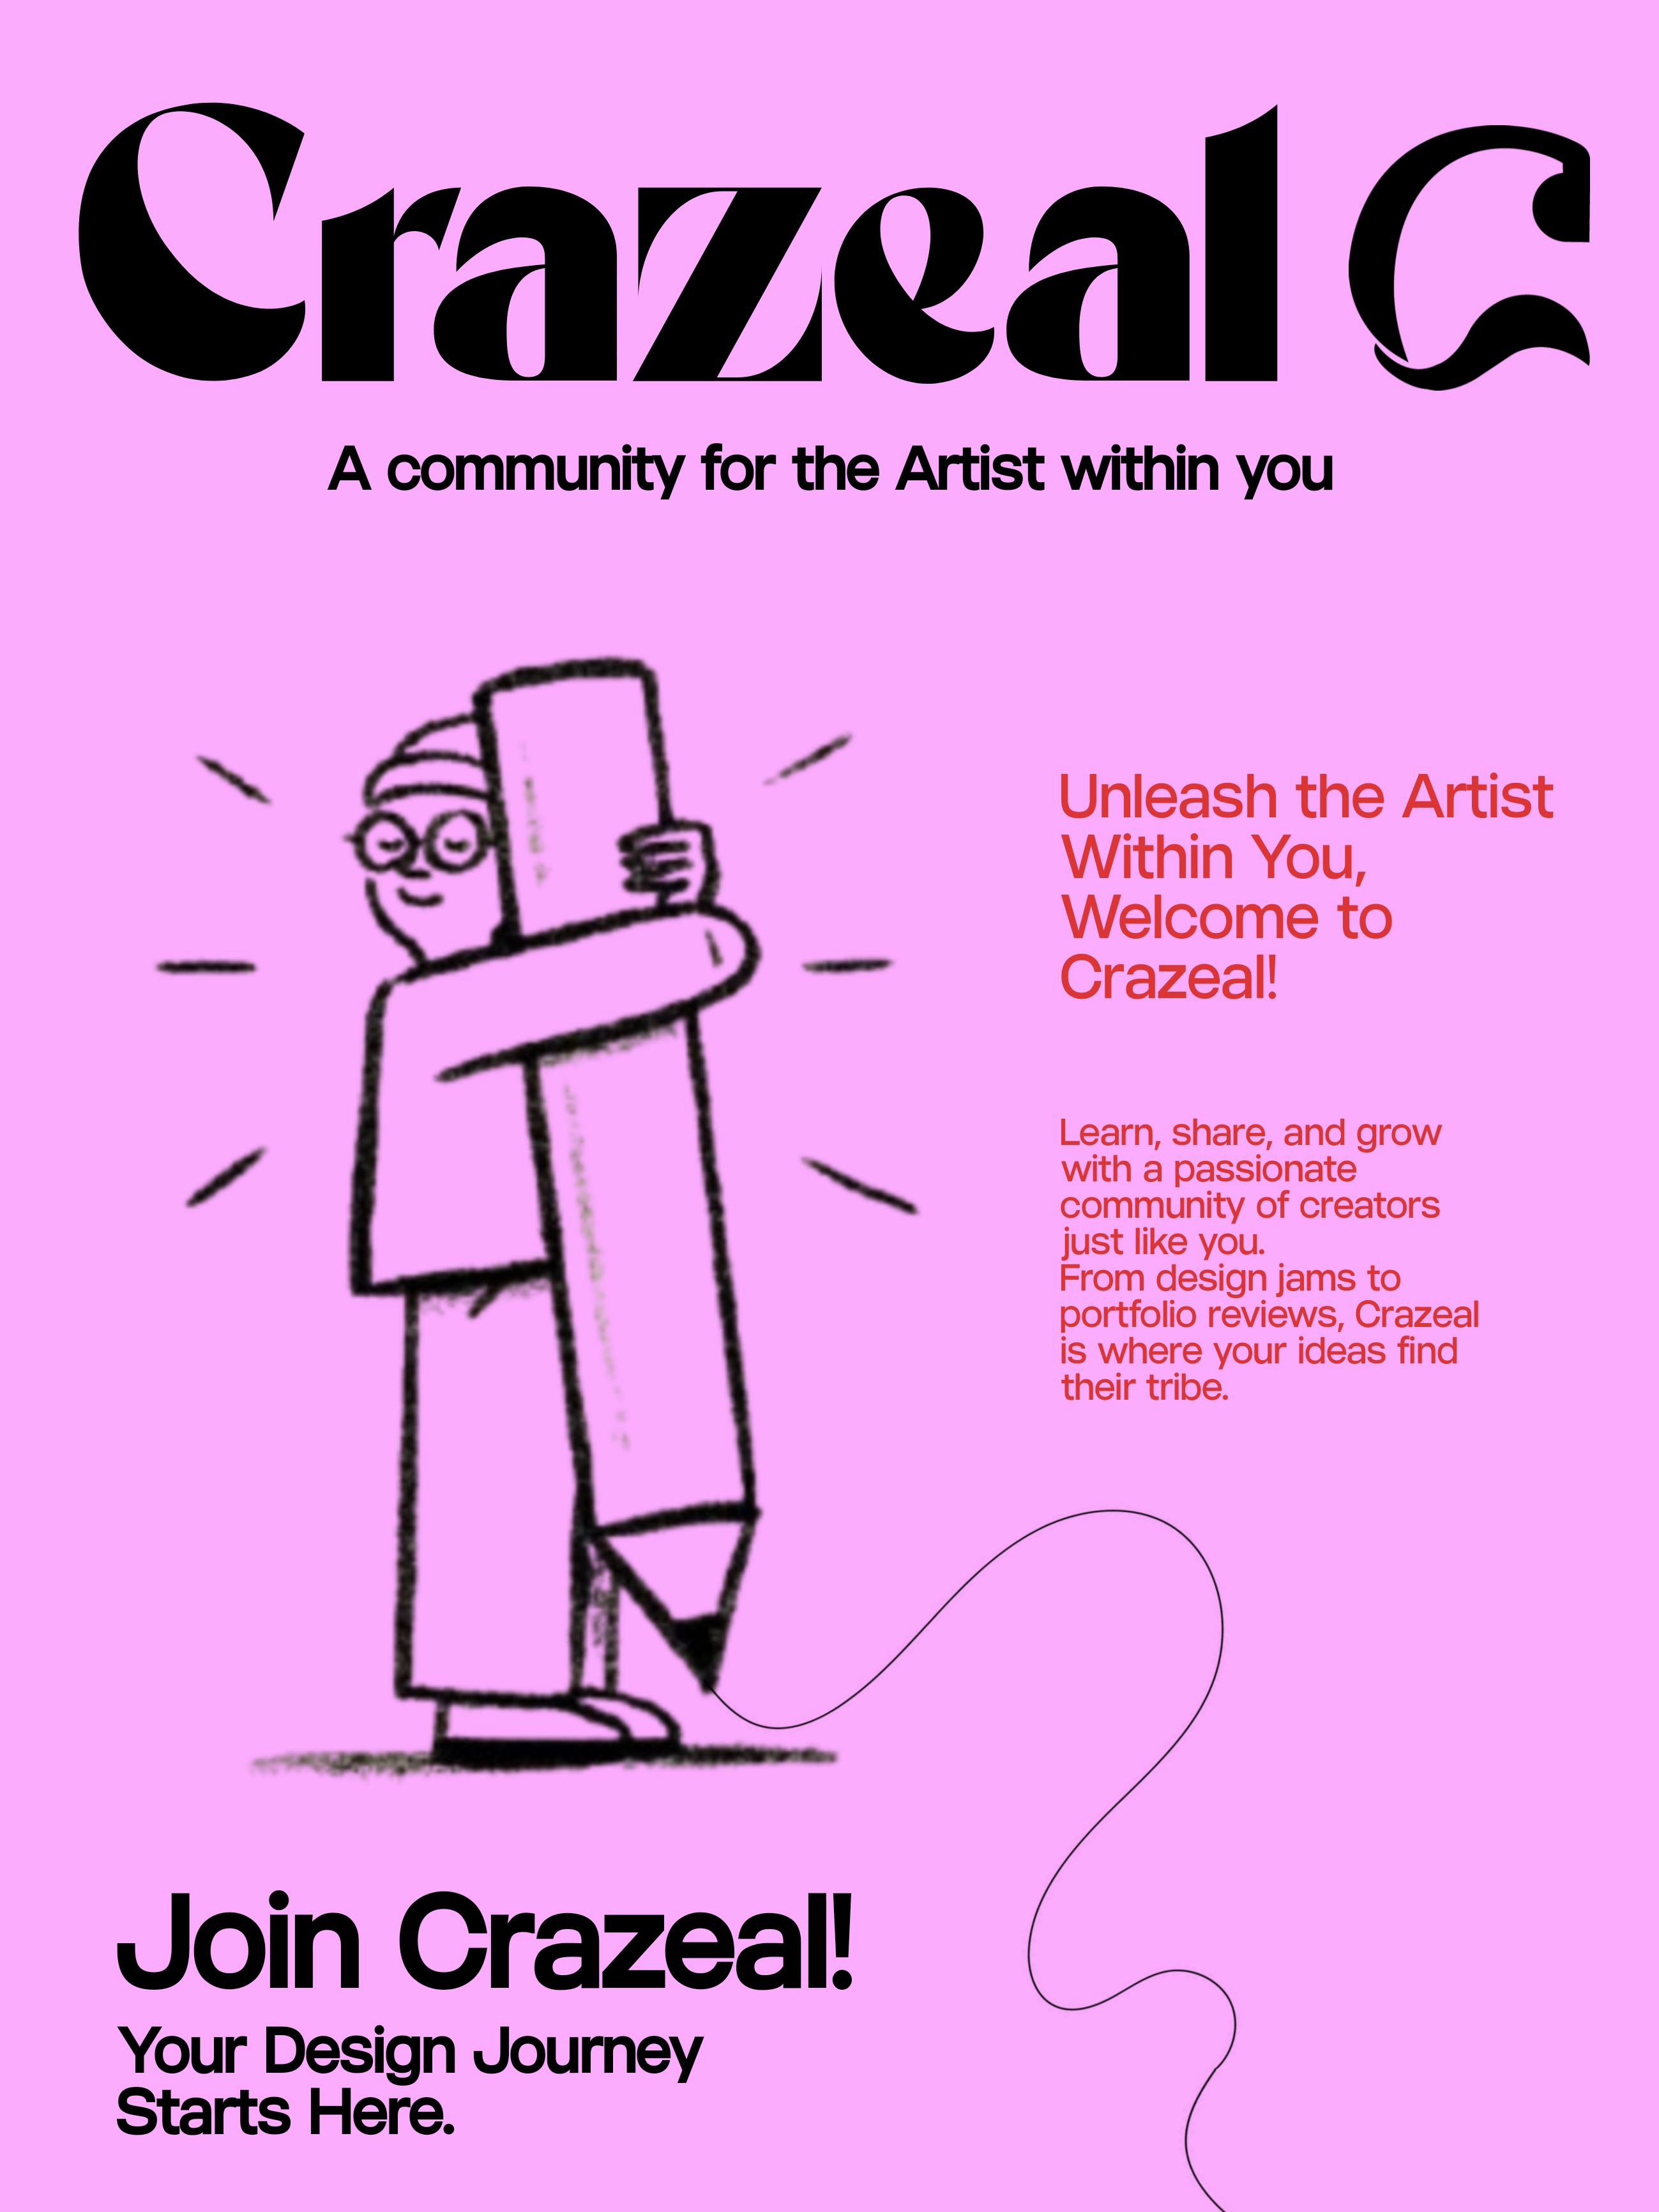 Crazeal C
A community for the Artist within you
Unleash the Artist
Within You,
Welcome to
Crazeal!
Learn, share, and grow
with a passionate
community of creators
just like you.
From design jams to
portfolio reviews, Crazeal
is where your ideas find
their tribe.
Join Crazeal!
Your Design Journey
Starts Here.